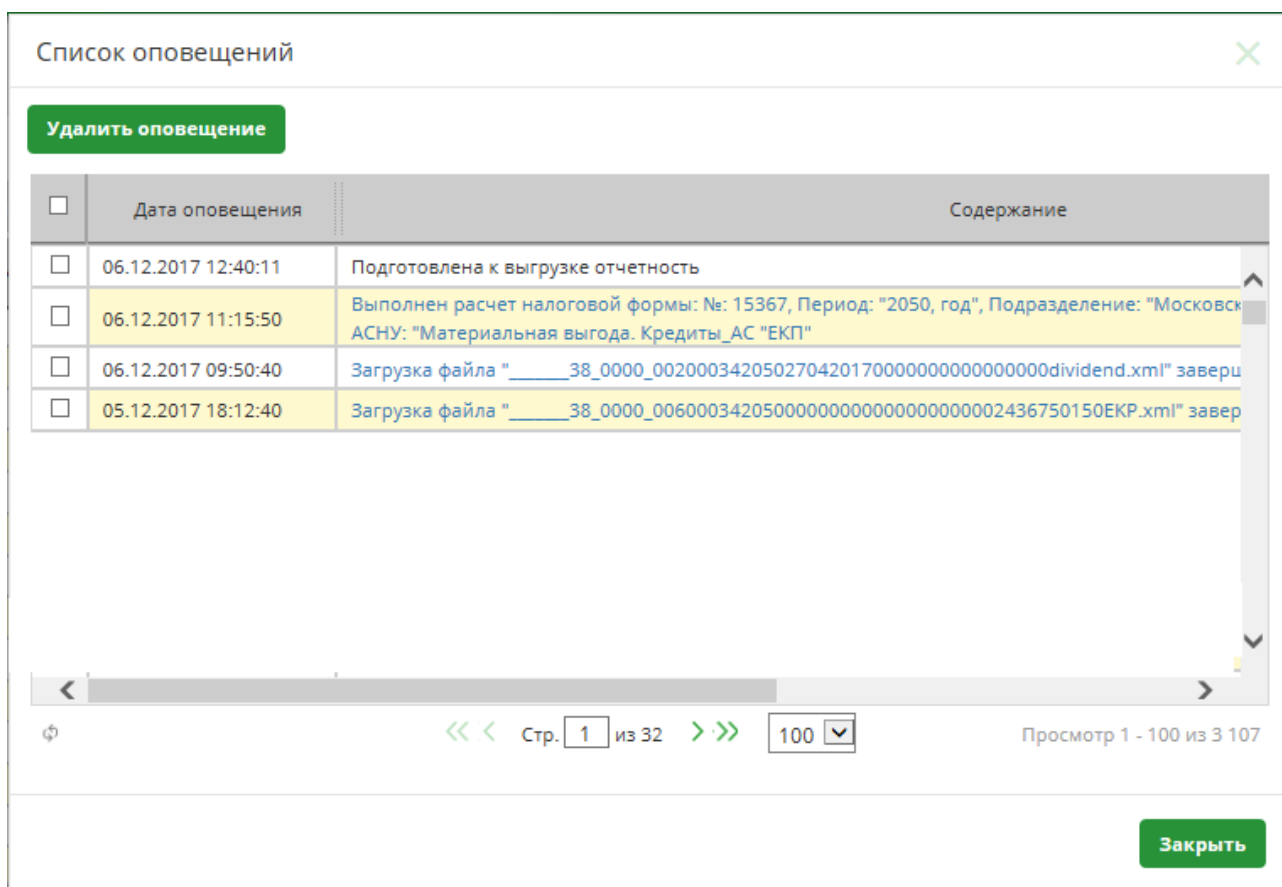 Список оповещений
Удалить оповещение
Дата оповещения Содержание
06.12.2017 12:40:11 Подготовлена к выгрузке отчетность
06.12.2017 11:15:50 Выполнен расчет налоговой формы: №: 15367, Период: "2050, год", Подразделение: "Московск
АСНУ: "Материальная выгода. Кредиты_АС "ЕКП"
06.12.2017 09:50:40 Загрузка файла "______38_0000_00200034205027042017000000000000000dividend.xml" заверш
05.12.2017 18:12:40 Загрузка файла "______38_0000_00600034205000000000000000000002436750150EKP.xml" завер
Стр. 1 из 32 100 Просмотр 1 - 100 из 3 107
Закрыть